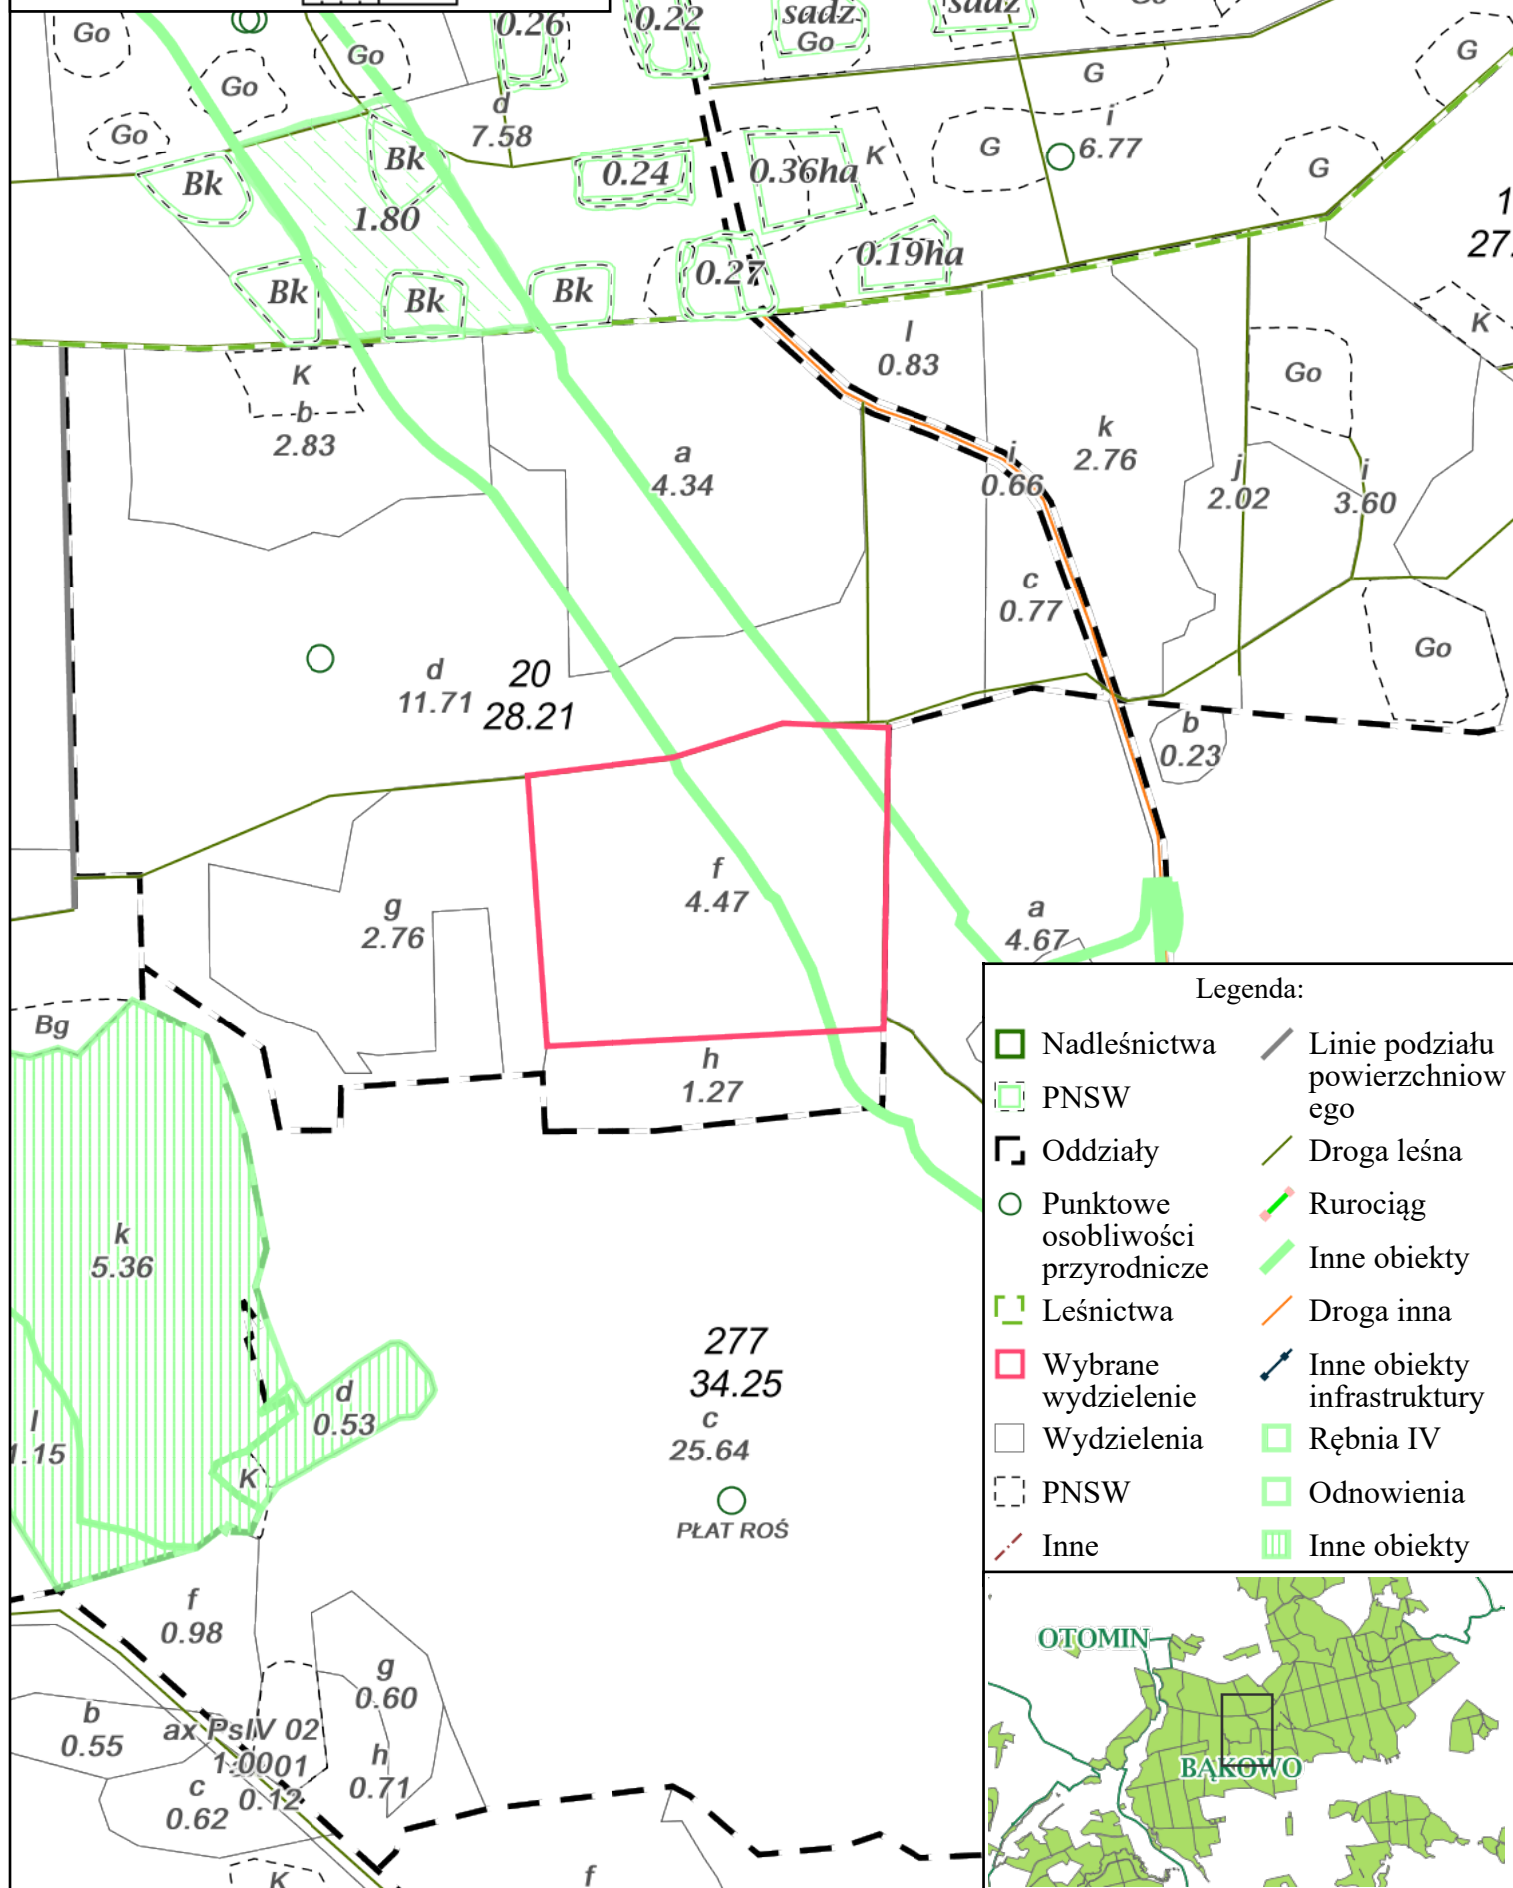 Go
Go
Go
Go
0.26
0.22
sadz
Go
G
G
d
7.58
Bk
Bk
1.80
0.24
0.36ha
K
G
i
6.77
G
Bk
Bk
Bk
0.27
0.19ha
K
b
2.83
l
0.83
Go
K
a
4.34
k
2.76
i
0.66
j
2.02
i
3.60
c
0.77
Go
d
11.71
20
28.21
b
0.23
f
4.47
g
2.76
a
4.67
Bg
h
1.27
k
5.36
277
34.25
c
25.64
d
0.53
l
1.15
K
PŁAT ROŚ
f
0.98
g
0.60
b
0.55
ax PsIV 02
1.0001
0.12
h
0.71
c
0.62
K
f
Legenda:
Nadleśnictwa
PNSW
Oddziały
Punktowe
osobliwości
przyrodnicze
Leśnictwa
Wybrane
wydzielenie
Wydzielenia
PNSW
Inne
Linie podziału
powierzchniow
ego
Droga leśna
Rurociąg
Inne obiekty
Droga inna
Inne obiekty
infrastruktury
Rębnia IV
Odnowienia
Inne obiekty
OTOMIN
BĄKOWO